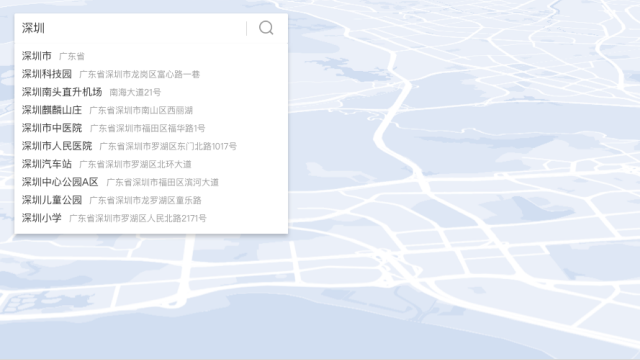 深圳
深圳市 广东省
深圳科技园 广东省深圳市龙岗区富心路一巷
深圳南头直升机场 南海大道21号
深圳麒麟山庄 广东省深圳市南山区西丽湖
深圳市中医院 广东省深圳市福田区福华路1号
深圳市人民医院 广东省深圳市罗湖区东门北路1017号
深圳汽车站 广东省深圳市罗湖区北环大道
深圳中心公园A区 广东省深圳市福田区滨河大道
深圳儿童公园 广东省深圳市龙罗湖区童乐路
深圳小学 广东省深圳市罗湖区人民北路2171号